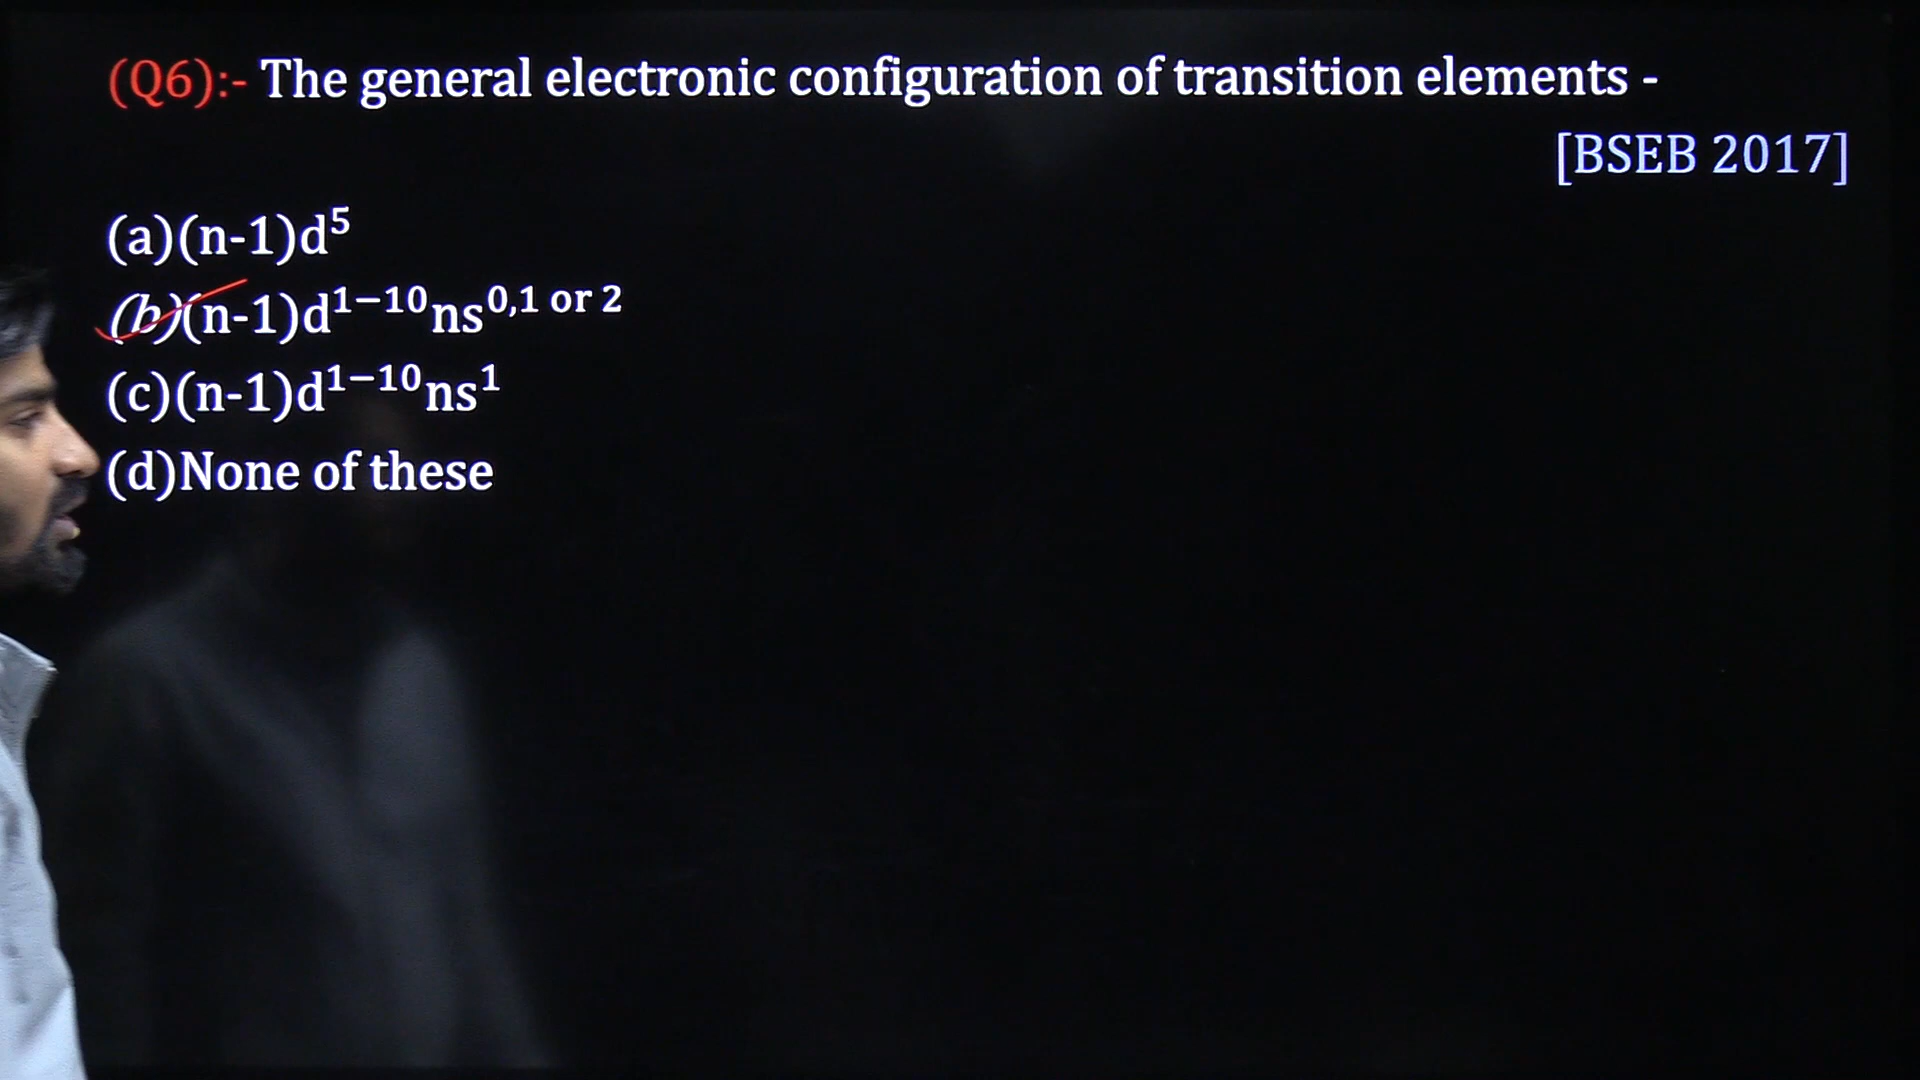 (Q6):- The general electronic configuration of transition elements -
[BSEB 2017]
(a)(n-1)d⁵
(b)(n-1)d¹⁻¹⁰ns⁰,¹ ᵒʳ ²
(c)(n-1)d¹⁻¹⁰ns¹
(d)None of these